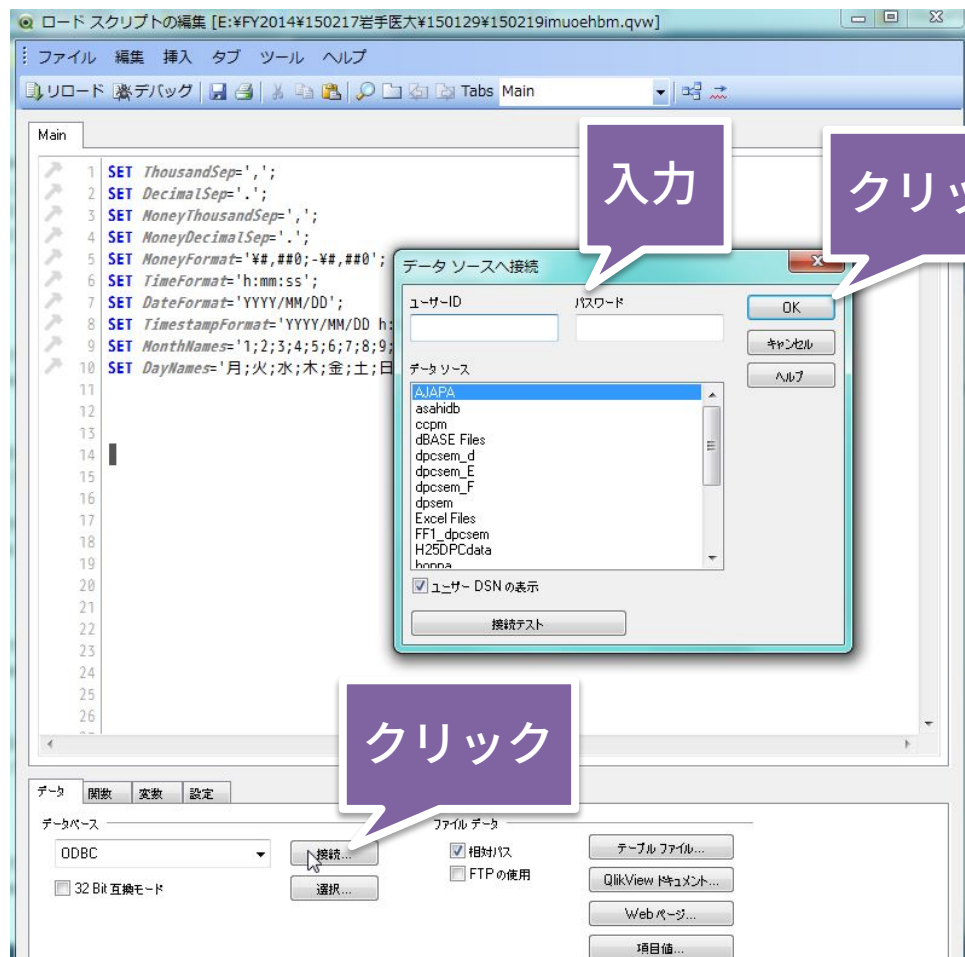 ロード スクリプトの編集 [E:¥FY2014¥150217岩手医大¥150129¥150219imuoehbm.qvw]
ファイル 編集 挿入 タブ ツール ヘルプ
リロード デバッグ Tabs Main
Main
1 SET ThousandSep=',';
2 SET DecimalSep='.';
3 SET MoneyThousandSep=',';
4 SET MoneyDecimalSep='.';
5 SET MoneyFormat='¥#,##0;-¥#,##0';
6 SET TimeFormat='h:mm:ss';
7 SET DateFormat='YYYY/MM/DD';
8 SET TimestampFormat='YYYY/MM/DD h:
9 SET MonthNames='1;2;3;4;5;6;7;8;9;
10 SET DayNames='月;火;水;木;金;土;日
11
12
13
14
15
16
17
18
19
20
21
22
23
24
25
26
入力
クリッ
データ ソースへ接続
ユーザーID パスワード
OK
キャンセル
ヘルプ
データ ソース
AJAPA
asahidb
ccpm
dBASE Files
dpcsem_d
dpcsem_E
dpcsem_F
dpsem
Excel Files
FF1_dpcsem
H25DPCdata
hoppa
ユーザー DSN の表示
接続テスト
クリック
データ 関数 変数 設定
データベース
ODBC
接続...
32 Bit 互換モード
選択...
ファイル データ
相対パス
FTP の使用
テーブル ファイル...
QlikView ドキュメント...
Web ページ...
項目値...